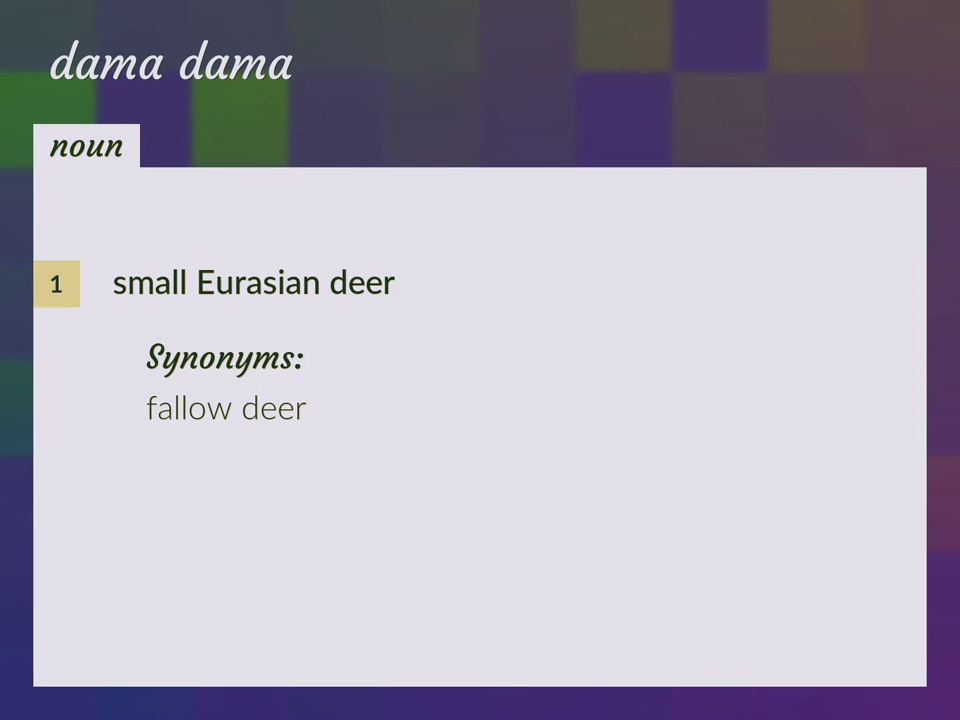 dama dama
noun
1 small Eurasian deer
Synonyms:
fallow deer